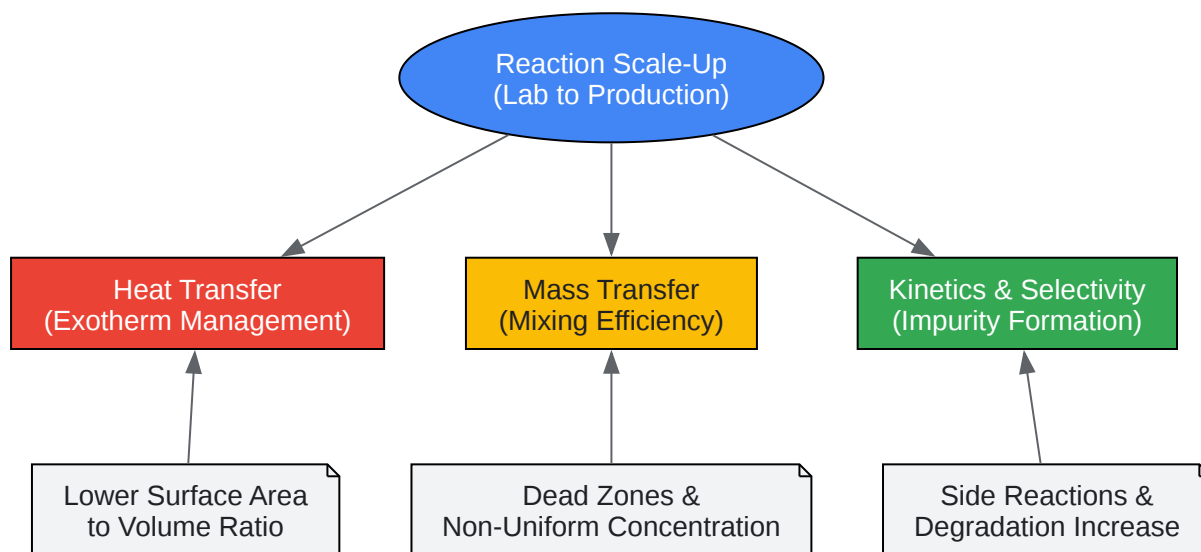 Reaction Scale-Up
(Lab to Production)
Heat Transfer
(Exotherm Management)
Mass Transfer
(Mixing Efficiency)
Kinetics & Selectivity
(Impurity Formation)
Lower Surface Area
to Volume Ratio
Dead Zones &
Non-Uniform Concentration
Side Reactions &
Degradation Increase